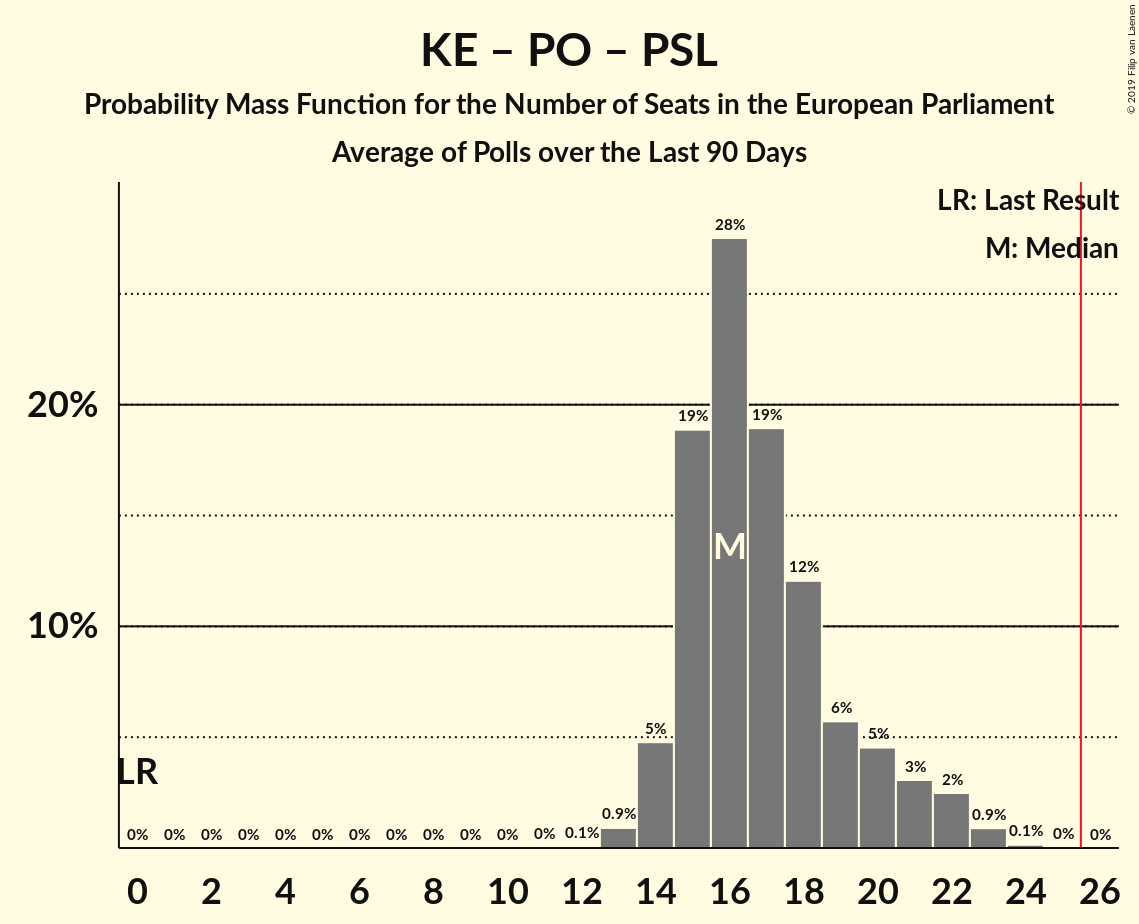 KE – PO – PSL
Probability Mass Function for the Number of Seats in the European Parliament
Average of Polls over the Last 90 Days
© 2019 Filip van Laenen
LR: Last Result
M: Median
28%
20%
19%
19%
M
12%
10%
6%
5%
5%
LR
3%
2%
0% 0% 0% 0% 0% 0% 0% 0% 0% 0% 0% 0% 0.1% 0.9% 0.9% 0.1% 0% 0%
0 2 4 6 8 10 12 14 16 18 20 22 24 26